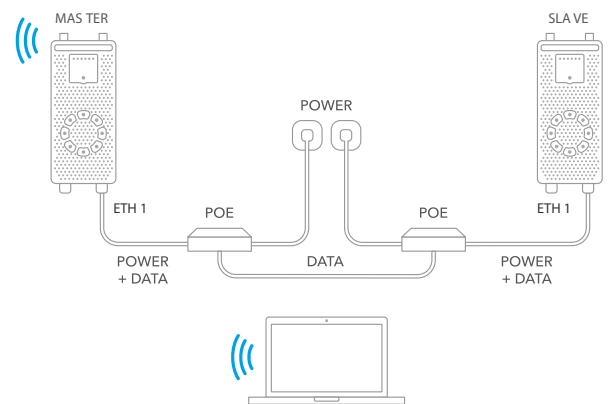 MAS TER
SLA VE
POWER
ETH 1
POE
POE
ETH 1
POWER
+ DATA
DATA
POWER
+ DATA